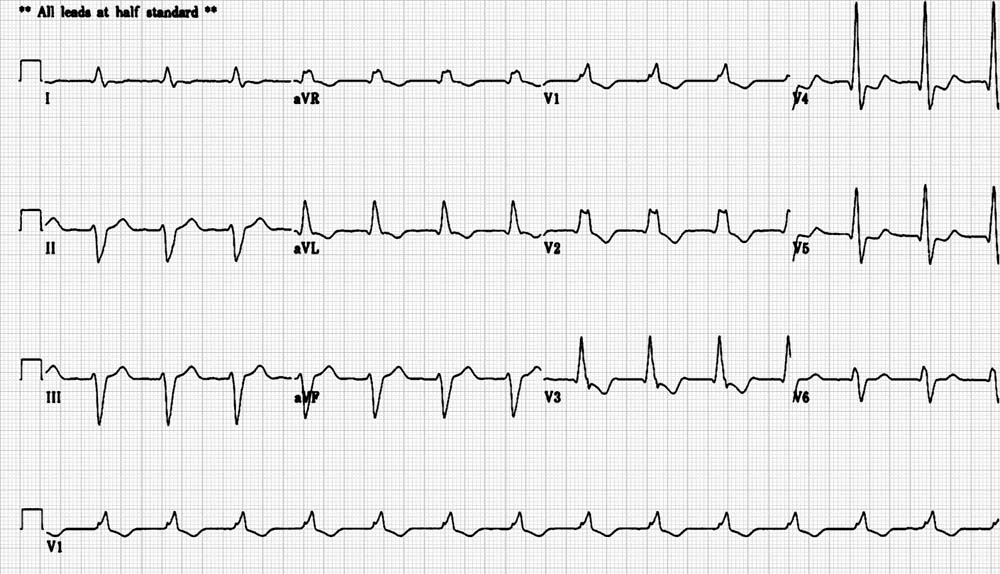 ** All leads at half standard **
I aVR V1 V4
II aVL V2 V5
III aVF V3 V6
V1